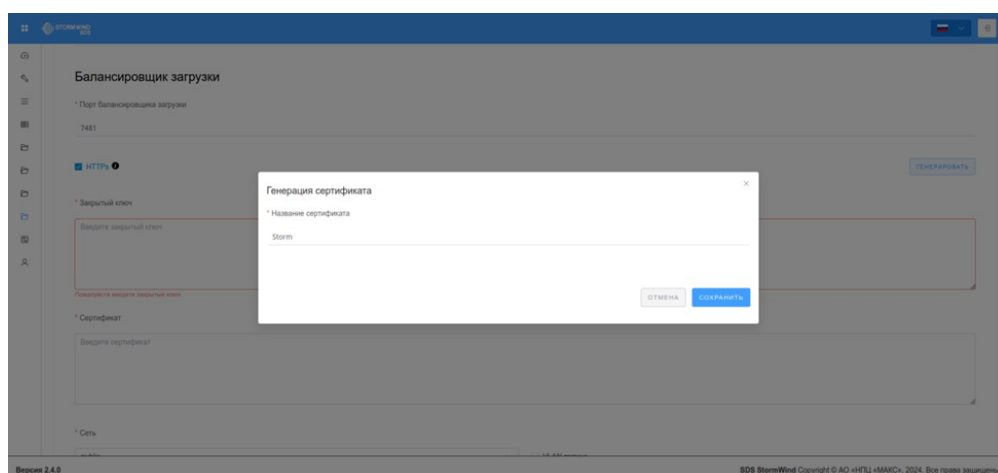 STORMWIND
SDS
Балансировщик загрузки
* Порт балансировщика загрузки
7481
HTTPs
ГЕНЕРИРОВАТЬ
Генерация сертификата
* Закрытый ключ
* Название сертификата
Введите закрытый ключ
Storm
ОТМЕНА
СОХРАНИТЬ
Пожалуйста введите закрытый ключ
* Сертификат
Введите сертификат
* Сеть
public
Версия 2.4.0
SDS StormWind Copyright © АО «НПЦ «МАКС», 2024. Все права защищены